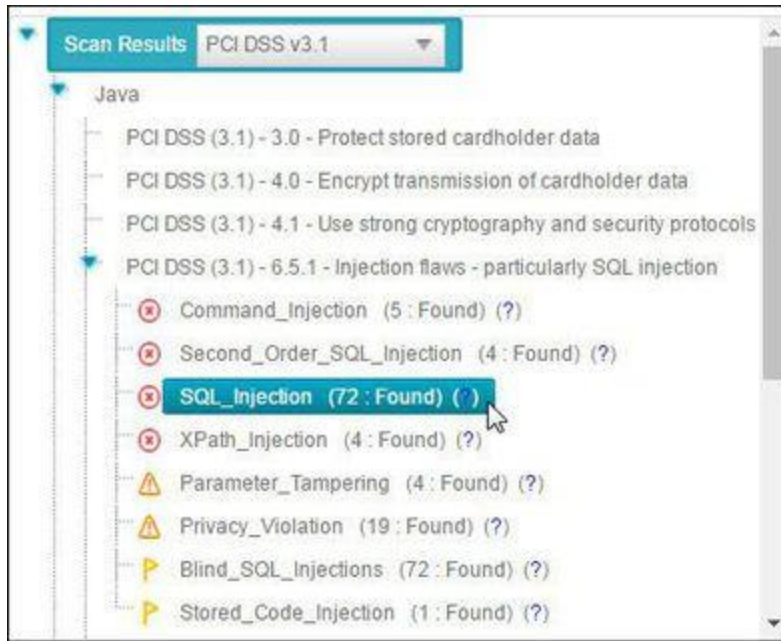 Scan Results PCI DSS v3.1
Java
PCI DSS (3.1) - 3.0 - Protect stored cardholder data
PCI DSS (3.1) - 4.0 - Encrypt transmission of cardholder data
PCI DSS (3.1) - 4.1 - Use strong cryptography and security protocols
PCI DSS (3.1) - 6.5.1 - Injection flaws - particularly SQL injection
Command_Injection (5 : Found) (?)
Second_Order_SQL_Injection (4 : Found) (?)
SQL_Injection (72 : Found) (?)
XPath_Injection (4 : Found) (?)
Parameter_Tampering (4 : Found) (?)
Privacy_Violation (19 : Found) (?)
Blind_SQL_Injections (72 : Found) (?)
Stored_Code_Injection (1 : Found) (?)